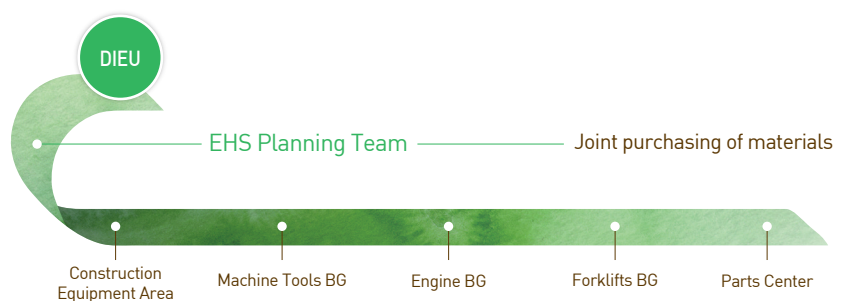 DIEU
EHS Planning Team
Joint purchasing of materials
Construction
Equipment Area
Machine Tools BG
Engine BG
Forklifts BG
Parts Center